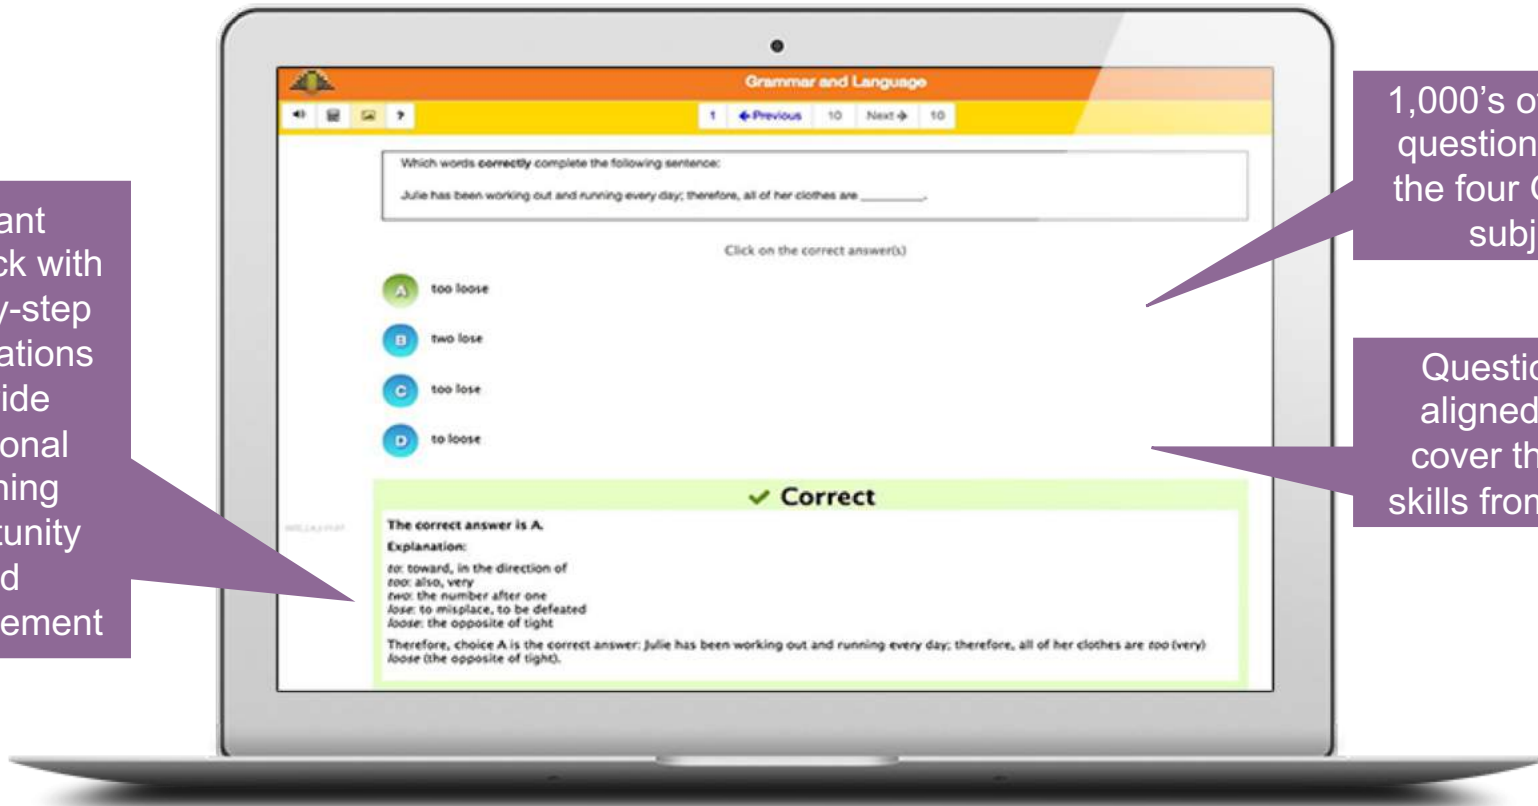 Grammar and Language
? 1 Previous 10 Next 10
Which words correctly complete the following sentence:
Julie has been working out and running every day; therefore, all of her clothes are _________.
Click on the correct answer(s)
A too loose
B two lose
C too lose
D to loose
Correct
The correct answer is A.
Explanation:
to: toward, in the direction of
too: also, very
two: the number after one
lose: to misplace, to be defeated
loose: the opposite of tight
Therefore, choice A is the correct answer: Julie has been working out and running every day; therefore, all of her clothes are too (very)
loose (the opposite of tight).
ant
ck with
y-step
ations
ide
onal
ning
tunity
d
ement
1,000’s o
question
the four
subj
Questio
aligned
cover th
skills from